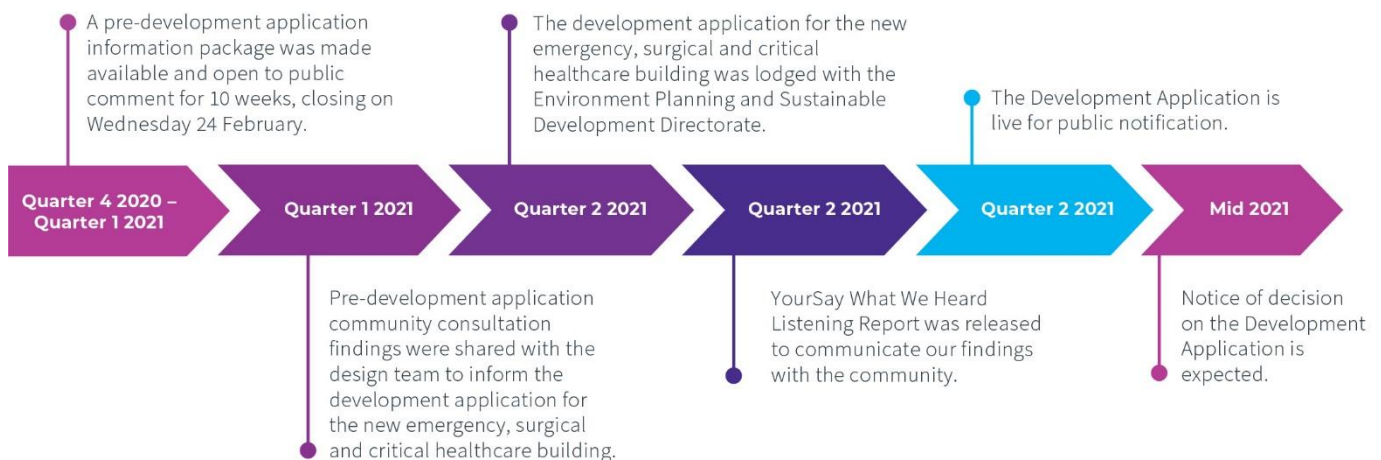 A pre-development application
information package was made
available and open to public
comment for 10 weeks, closing on
Wednesday 24 February.
The development application for the new
emergency, surgical and critical
healthcare building was lodged with the
Environment Planning and Sustainable
Development Directorate.
The Development Application is
live for public notification.
Quarter 4 2020 –
Quarter 1 2021
Quarter 1 2021
Quarter 2 2021
Quarter 2 2021
Quarter 2 2021
Mid 2021
Pre-development application
community consultation
findings were shared with the
design team to inform the
development application for
the new emergency, surgical
and critical healthcare building.
YourSay What We Heard
Listening Report was released
to communicate our findings
with the community.
Notice of decision
on the Development
Application is
expected.